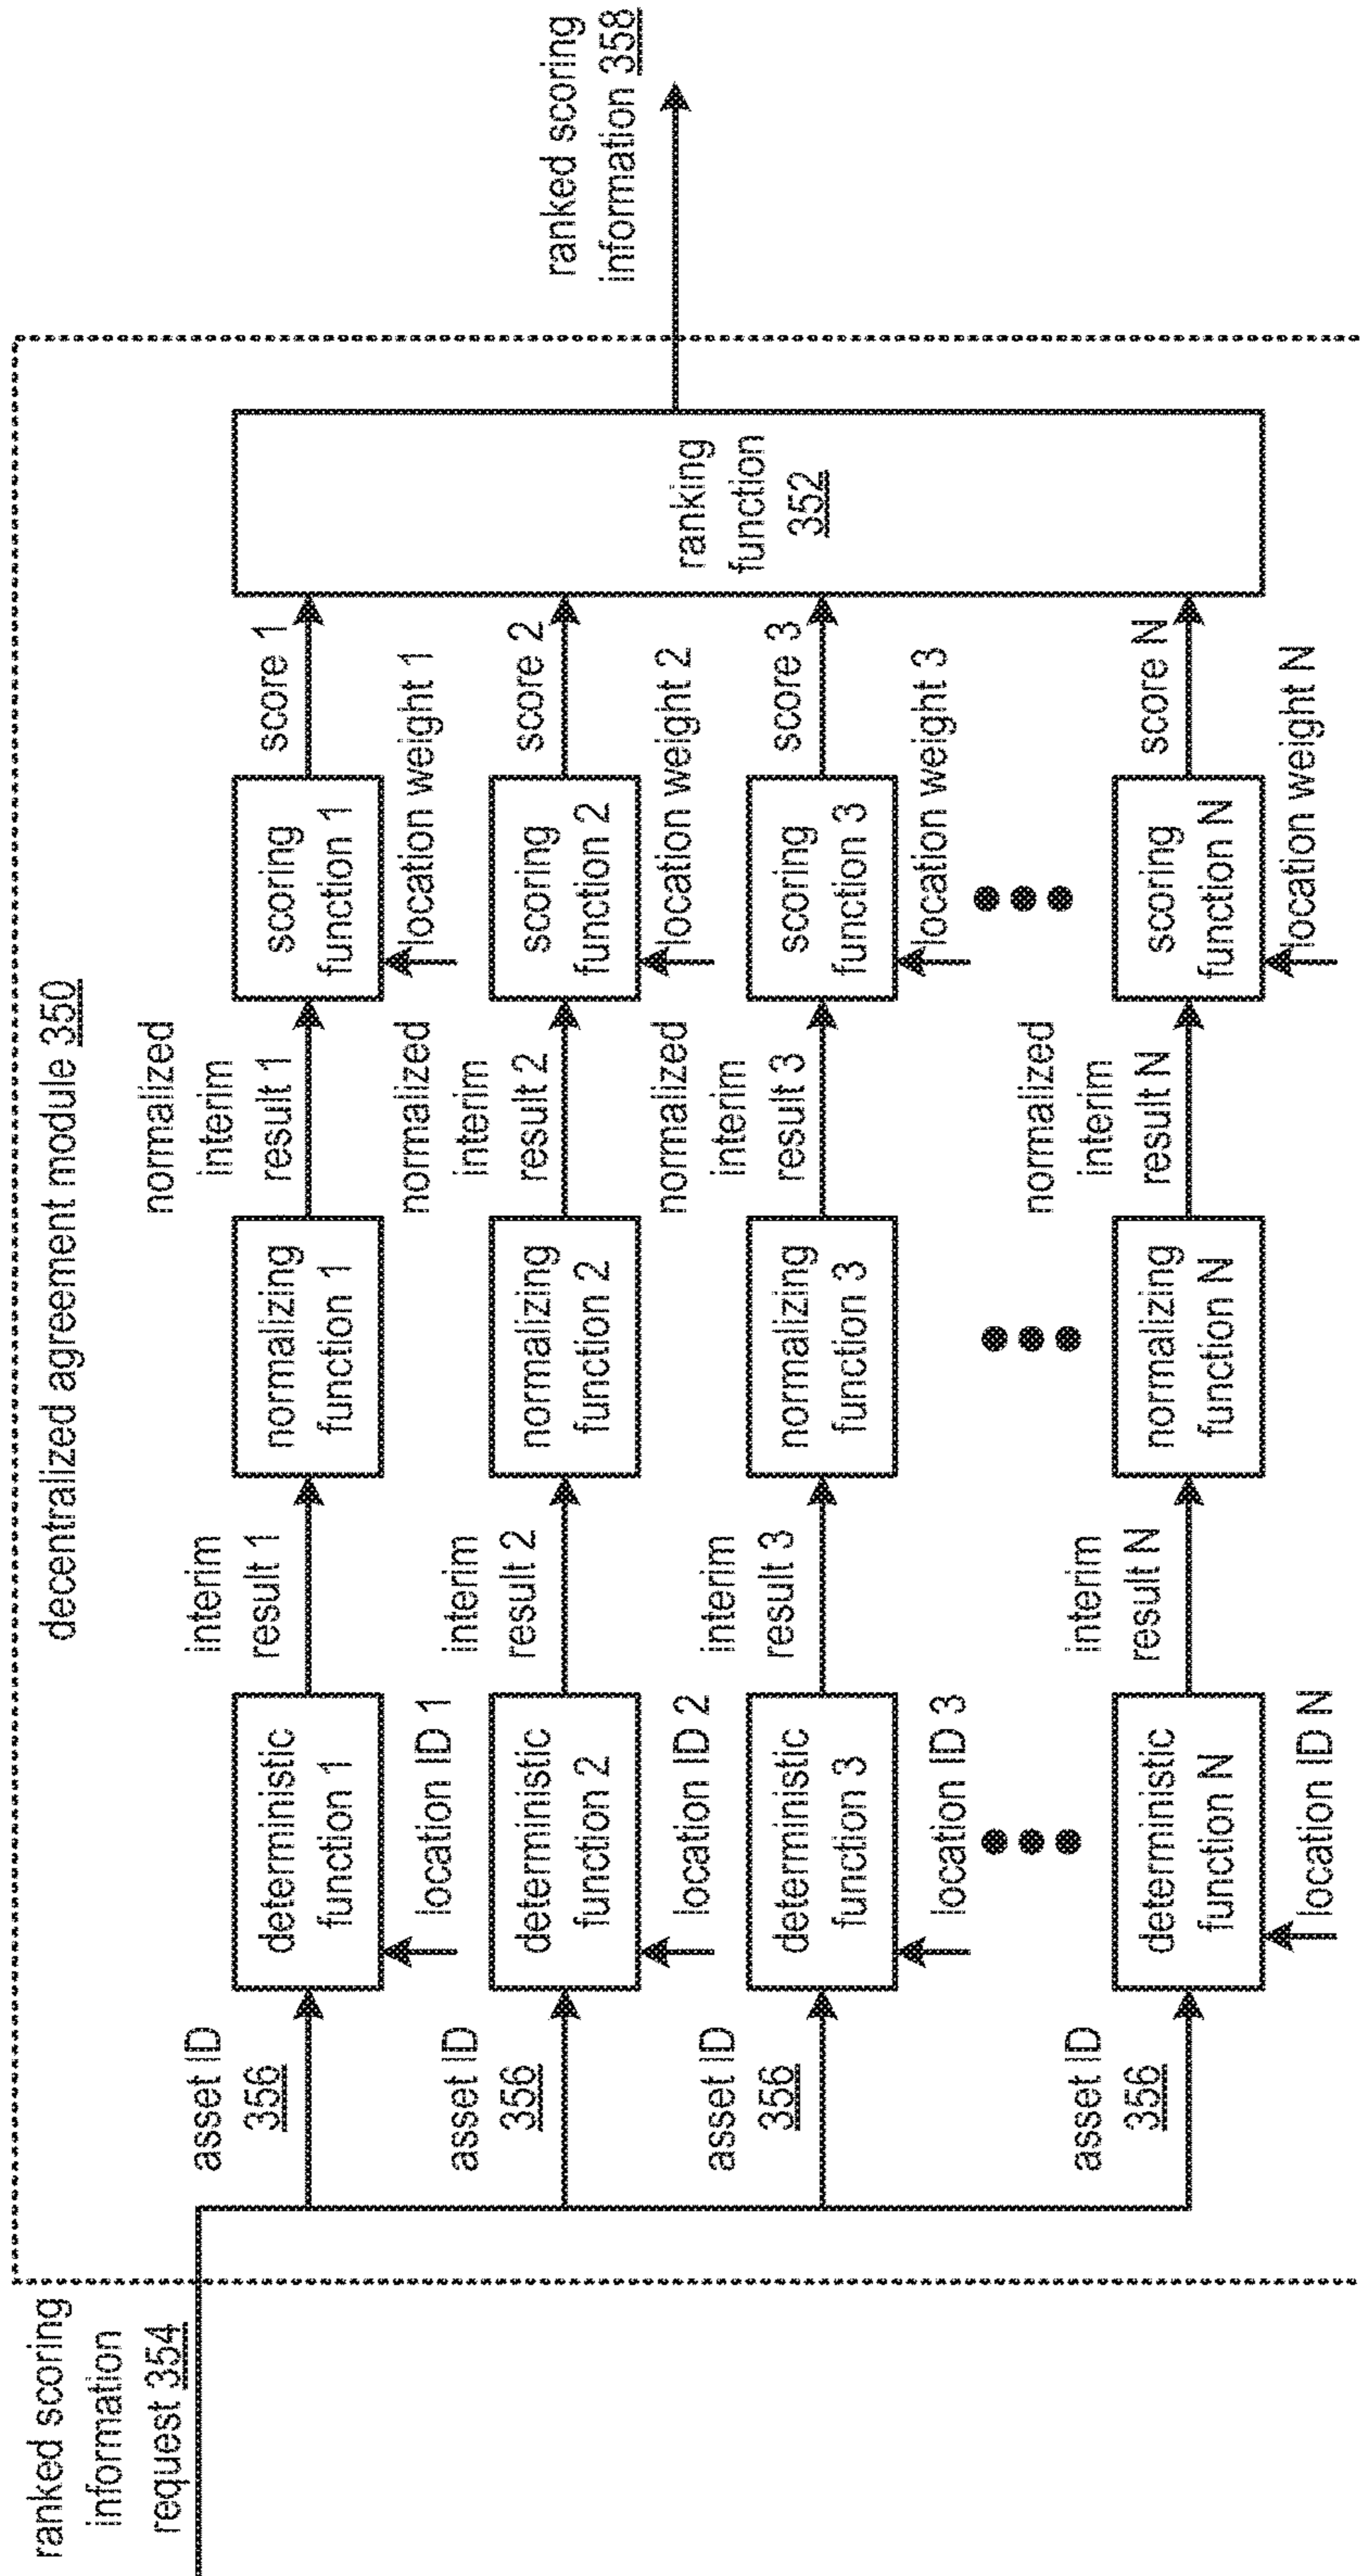 decentralized agreement module 350
ranked scoring
information
request 354
asset ID
356
deterministic
function 1
location ID 1
interim
result 1
normalizing
function 1
normalized
interim
result 1
scoring
function 1
location weight 1
score 1
asset ID
356
deterministic
function 2
location ID 2
interim
result 2
normalizing
function 2
normalized
interim
result 2
scoring
function 2
location weight 2
score 2
asset ID
356
deterministic
function 3
location ID 3
interim
result 3
normalizing
function 3
normalized
interim
result 3
scoring
function 3
location weight 3
score 3
asset ID
356
deterministic
function N
location ID N
interim
result N
normalizing
function N
normalized
interim
result N
scoring
function N
location weight N
score N
ranking
function
352
ranked scoring
information 358